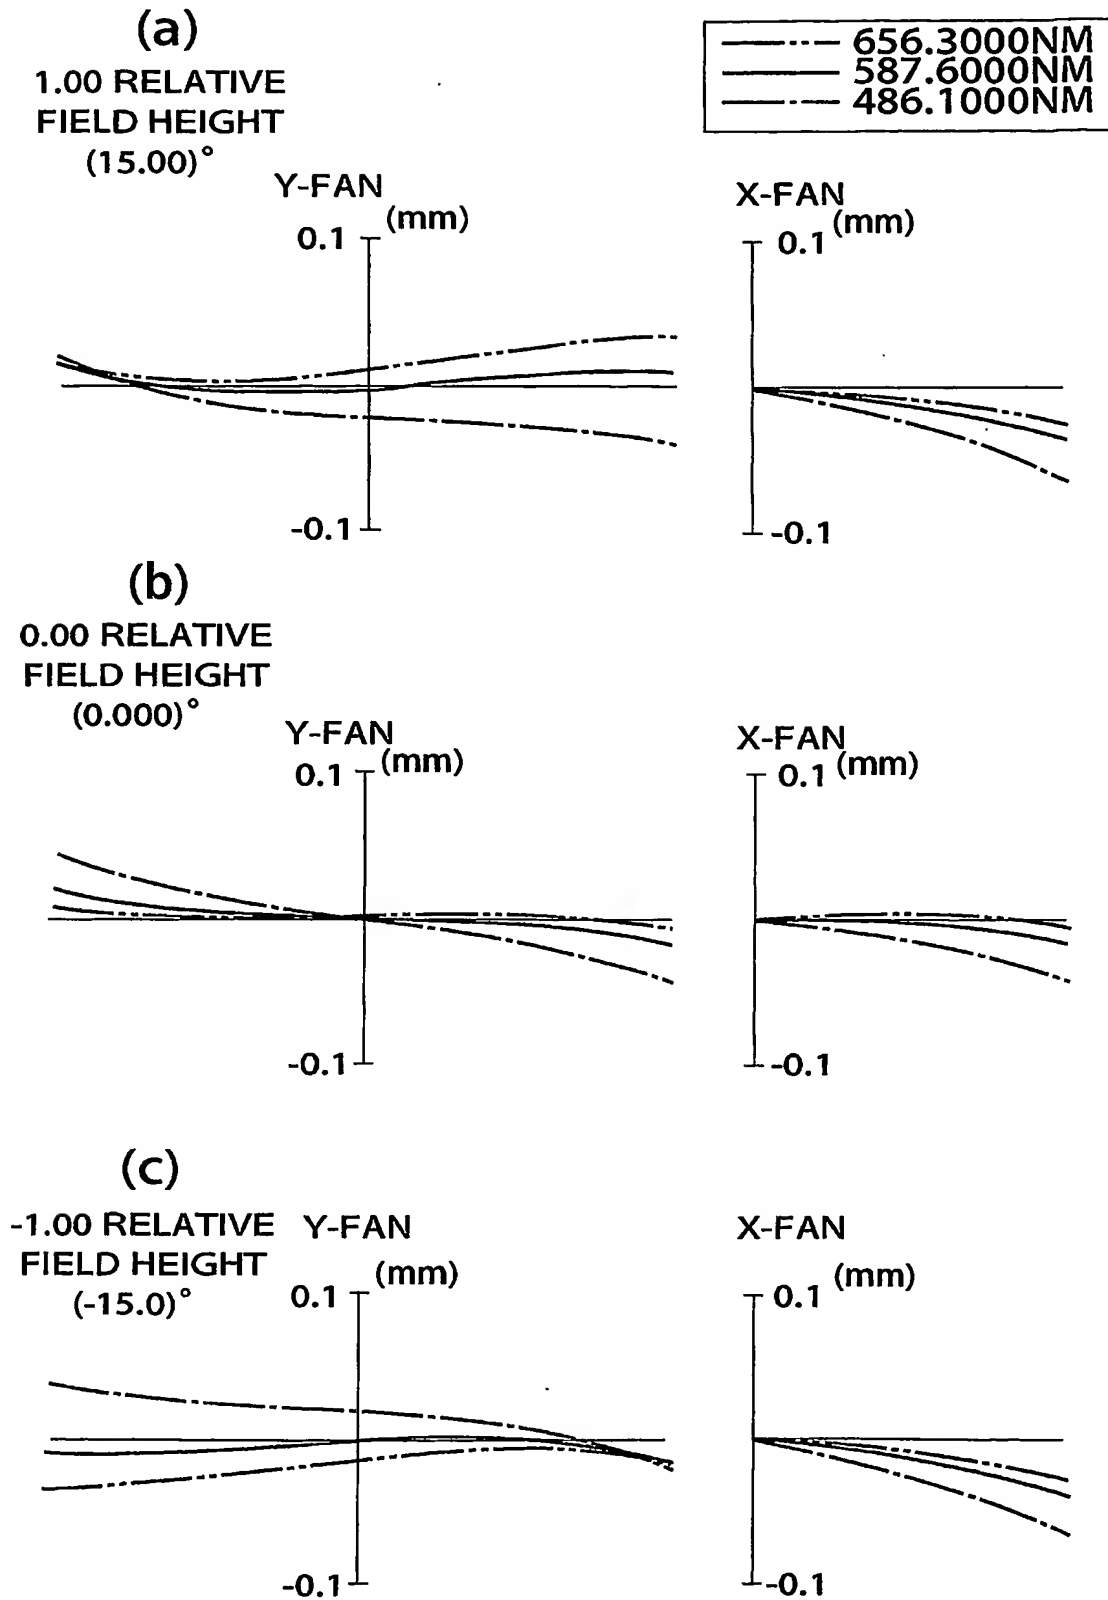 (a)
1.00 RELATIVE
FIELD HEIGHT
(15.00)°
656.3000NM
587.6000NM
486.1000NM
Y-FAN
(mm)
0.1
-0.1
X-FAN
(mm)
0.1
-0.1
(b)
0.00 RELATIVE
FIELD HEIGHT
(0.000)°
Y-FAN
(mm)
0.1
-0.1
X-FAN
(mm)
0.1
-0.1
(c)
-1.00 RELATIVE
FIELD HEIGHT
(-15.0)°
Y-FAN
(mm)
0.1
-0.1
X-FAN
(mm)
0.1
-0.1